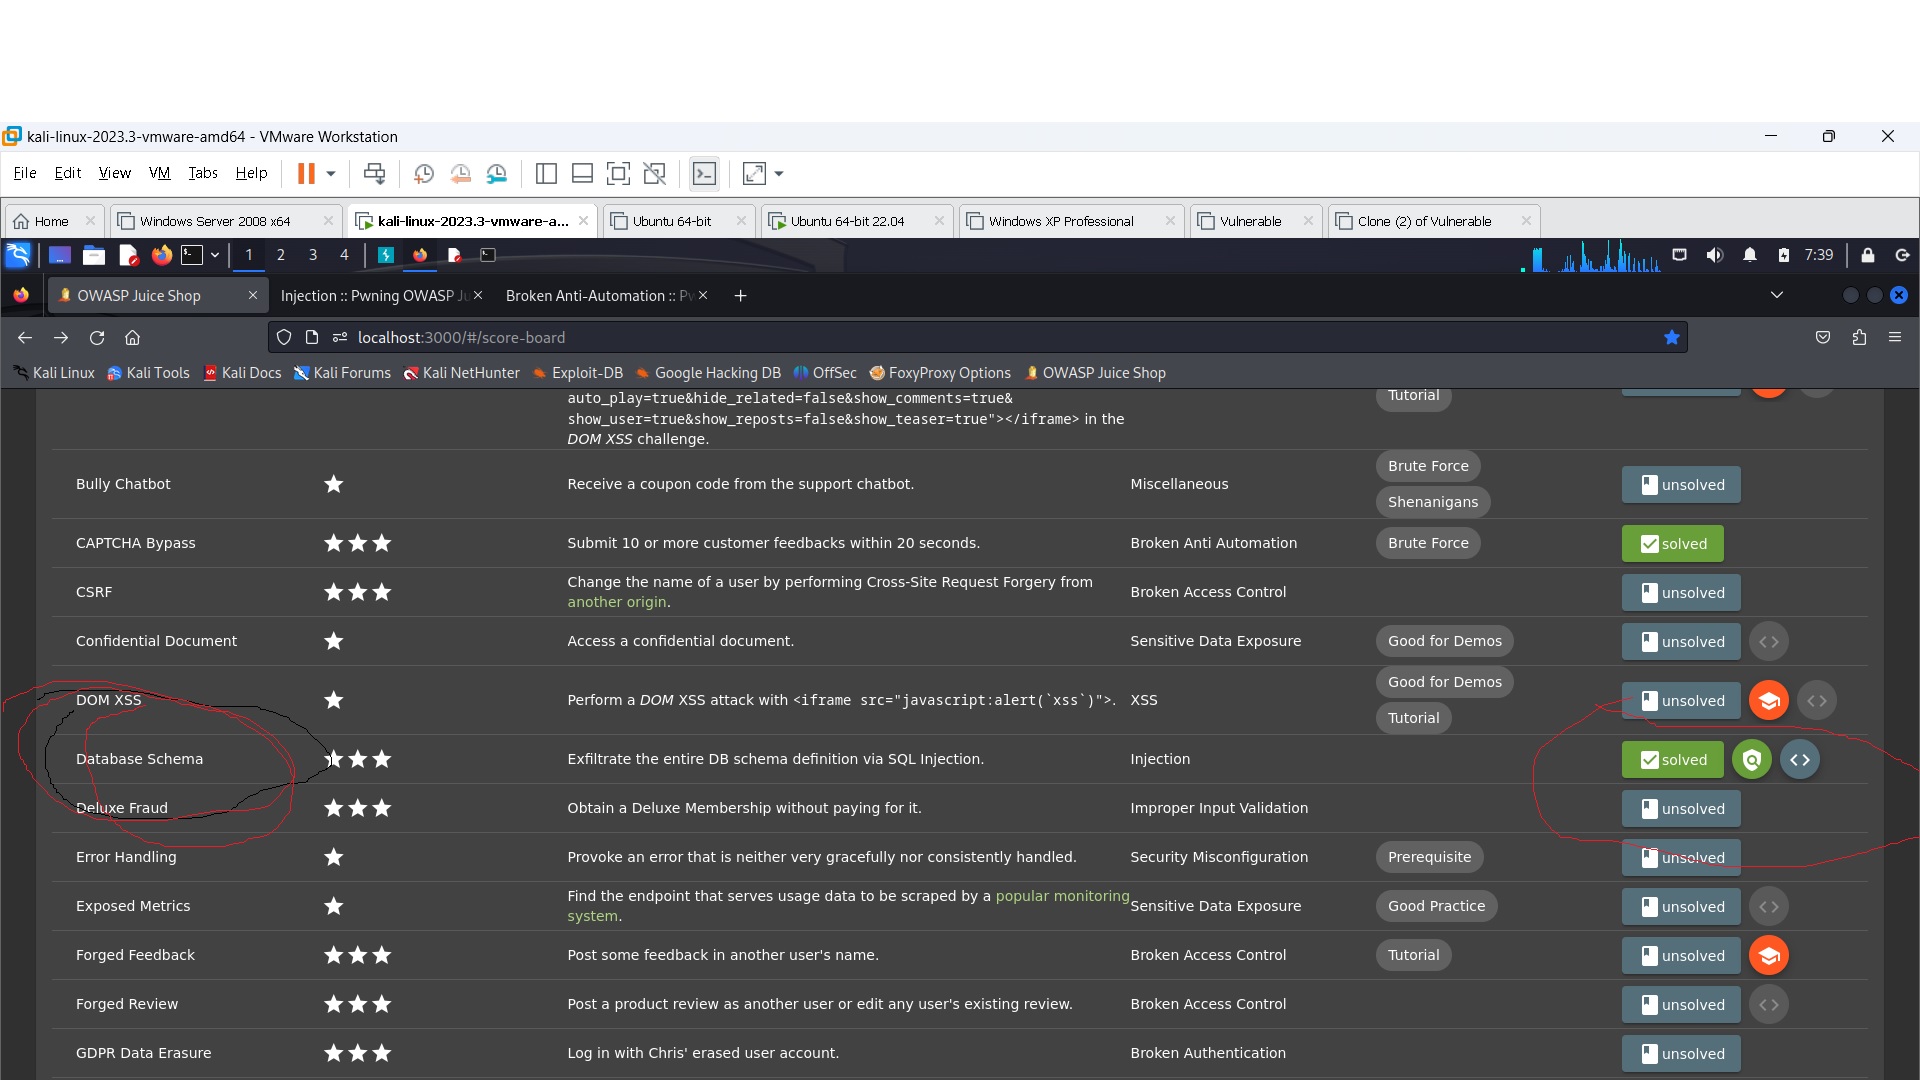 kali-linux-2023.3-vmware-amd64 - VMware Workstation
File Edit View VM Tabs Help
Home
Windows Server 2008 x64
kali-linux-2023.3-vmware-a...
Ubuntu 64-bit
Ubuntu 64-bit 22.04
Windows XP Professional
Vulnerable
Clone (2) of Vulnerable
1 2 3 4
7:39
OWASP Juice Shop
Injection :: Pwning OWASP Ju
Broken Anti-Automation :: Pw
localhost:3000/#/score-board
Kali Linux Kali Tools Kali Docs Kali Forums Kali NetHunter Exploit-DB Google Hacking DB OffSec FoxyProxy Options OWASP Juice Shop
auto_play=true&hide_related=false&show_comments=true&
show_user=true&show_reposts=false&show_teaser=true"></iframe> in the
DOM XSS challenge.
Tutorial
Bully Chatbot
Receive a coupon code from the support chatbot.
Miscellaneous
Brute Force
Shenanigans
unsolved
CAPTCHA Bypass
Submit 10 or more customer feedbacks within 20 seconds.
Broken Anti Automation
Brute Force
solved
CSRF
Change the name of a user by performing Cross-Site Request Forgery from
another origin.
Broken Access Control
unsolved
Confidential Document
Access a confidential document.
Sensitive Data Exposure
Good for Demos
unsolved
DOM XSS
Perform a DOM XSS attack with <iframe src="javascript:alert(`xss`)">.
XSS
Good for Demos
Tutorial
unsolved
Database Schema
Exfiltrate the entire DB schema definition via SQL Injection.
Injection
solved
Deluxe Fraud
Obtain a Deluxe Membership without paying for it.
Improper Input Validation
unsolved
Error Handling
Provoke an error that is neither very gracefully nor consistently handled.
Security Misconfiguration
Prerequisite
unsolved
Exposed Metrics
Find the endpoint that serves usage data to be scraped by a popular monitoring
system.
Sensitive Data Exposure
Good Practice
unsolved
Forged Feedback
Post some feedback in another user's name.
Broken Access Control
Tutorial
unsolved
Forged Review
Post a product review as another user or edit any user's existing review.
Broken Access Control
unsolved
GDPR Data Erasure
Log in with Chris' erased user account.
Broken Authentication
unsolved